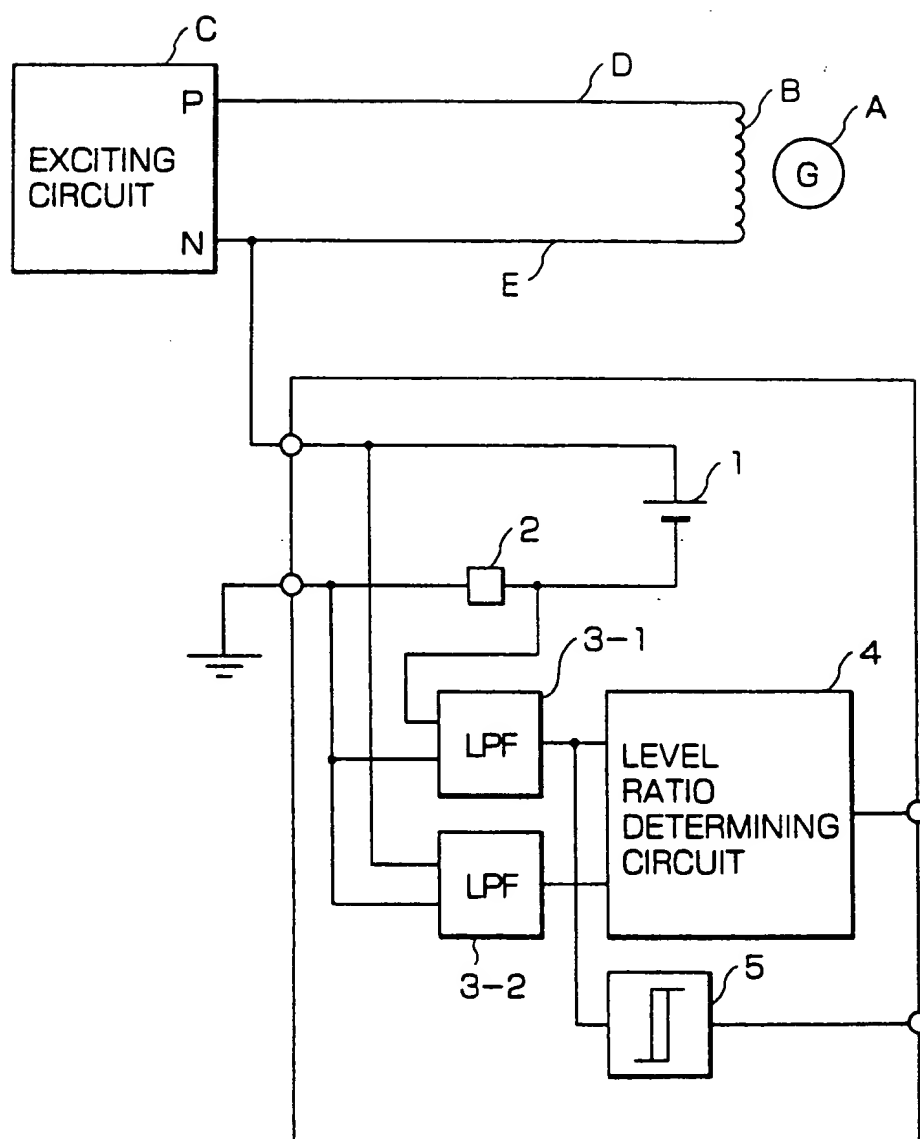 C
D
B
A
P
EXCITING
CIRCUIT
G
N
E
1
2
3-1
4
LPF
LEVEL
RATIO
DETERMINING
CIRCUIT
LPF
3-2
5